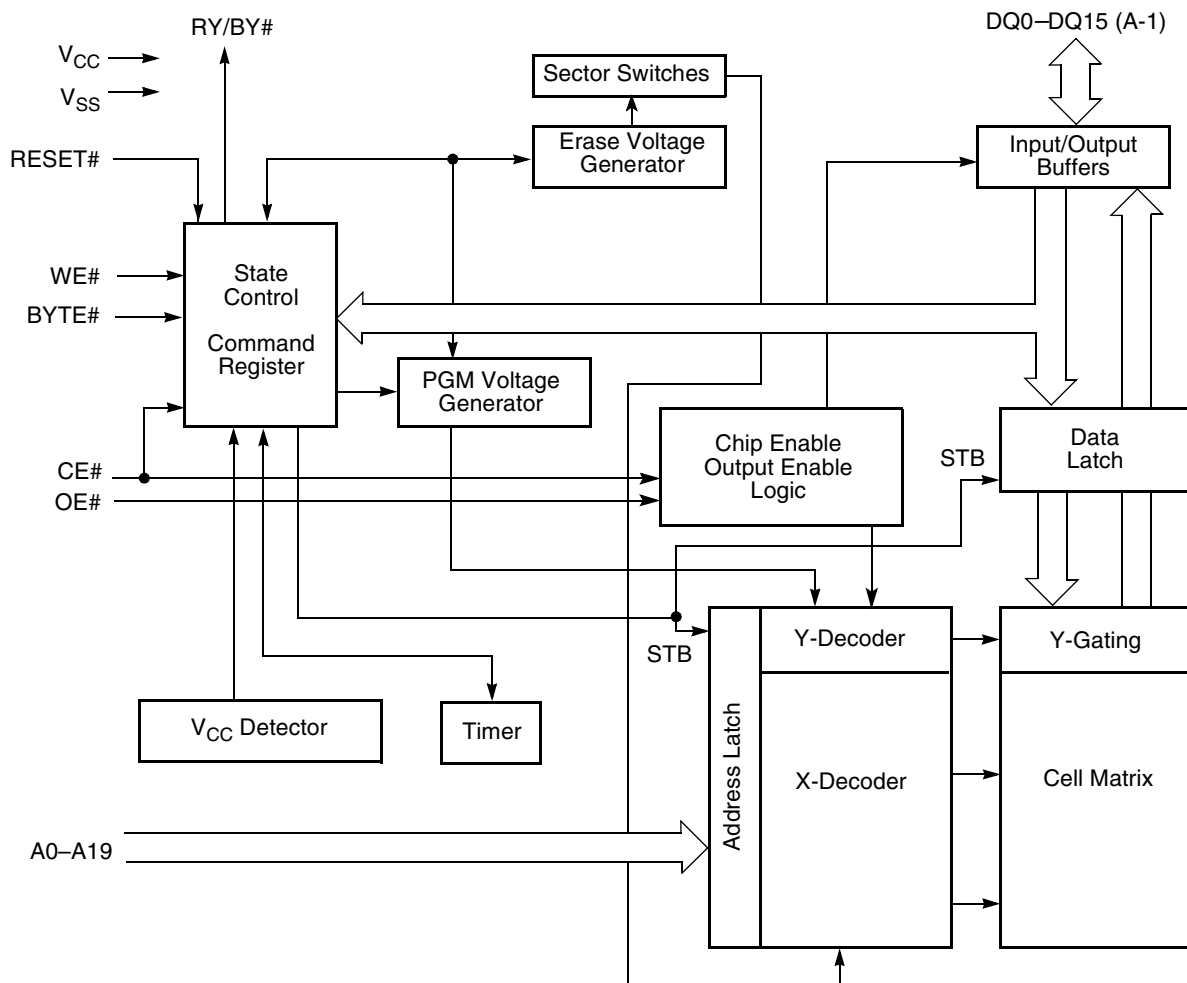 RY/BY#
DQ0–DQ15 (A-1)
VCC
VSS
Sector Switches
Erase Voltage
Generator
Input/Output
Buffers
RESET#
WE#
BYTE#
State
Control
Command
Register
PGM Voltage
Generator
Chip Enable
Output Enable
Logic
Data
Latch
STB
CE#
OE#
STB
Y-Decoder
Y-Gating
VCC Detector
Timer
Address Latch
X-Decoder
Cell Matrix
A0–A19